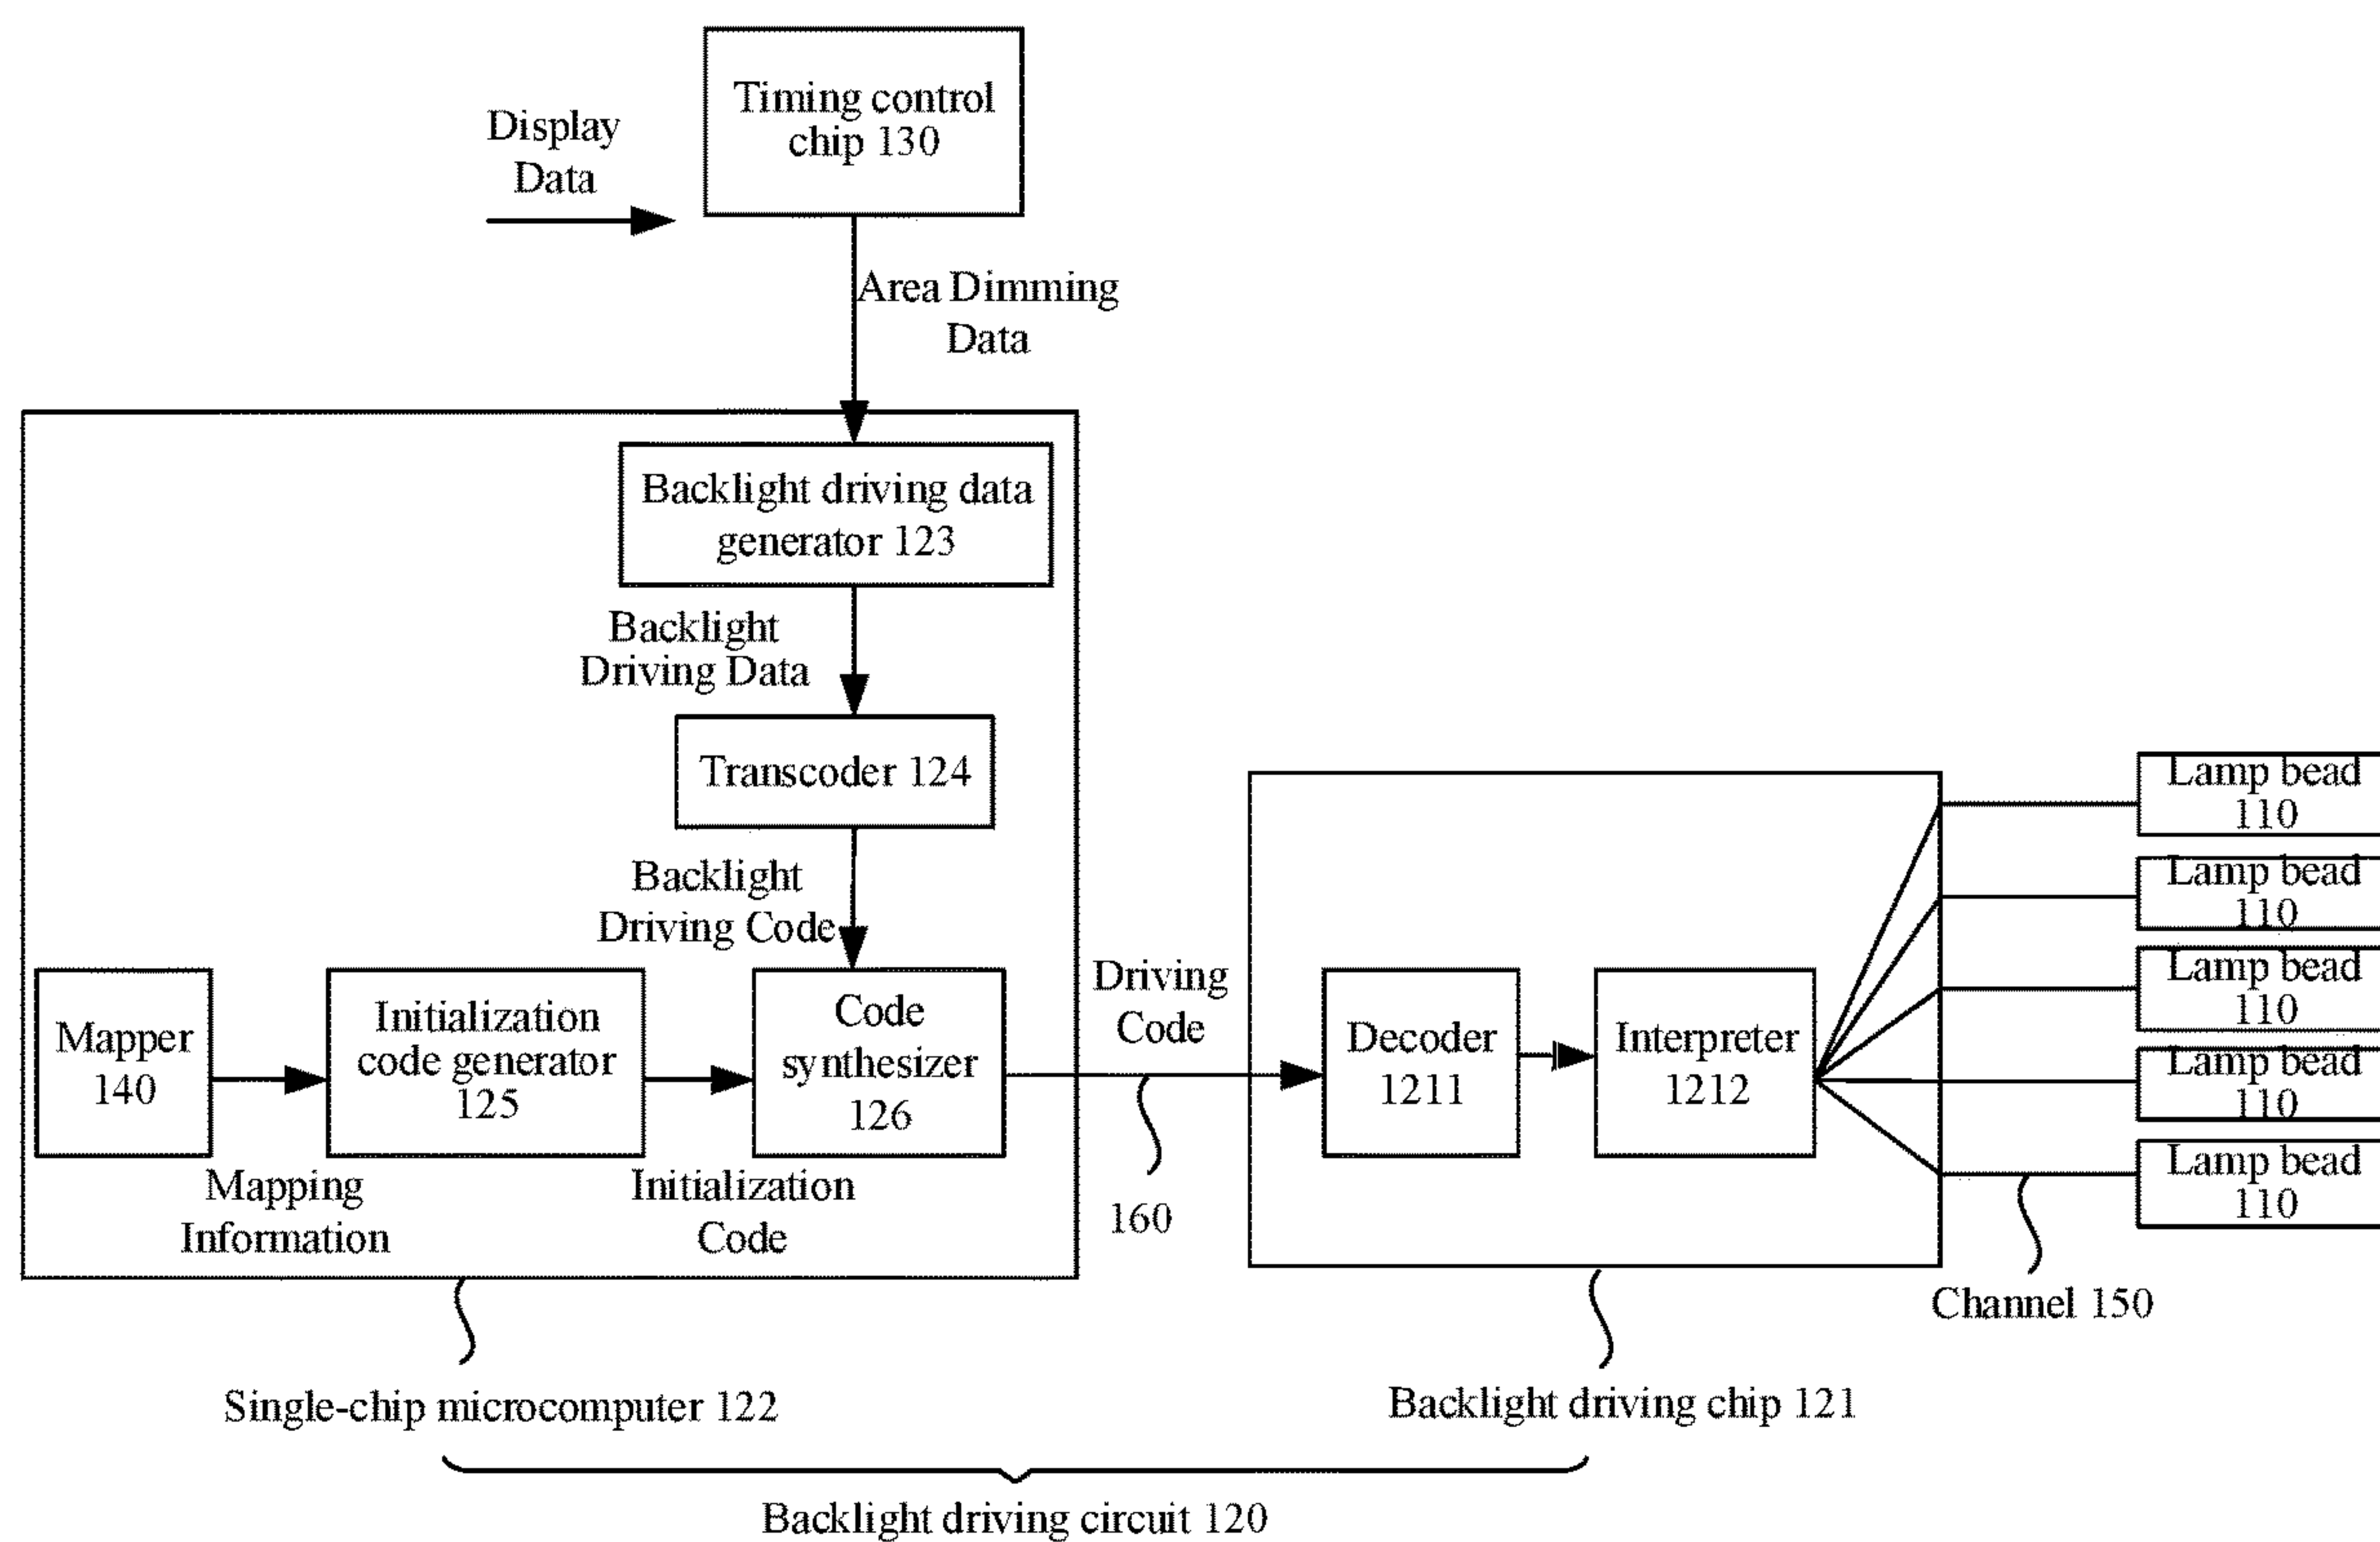 Timing control
chip 130
Display
Data
Area Dimming
Data
Backlight driving data
generator 123
Backlight
Driving Data
Transcoder 124
Backlight
Driving Code
Mapper
140
Initialization
code generator
125
Code
synthesizer
126
Mapping
Information
Initialization
Code
Driving
Code
160
Decoder
1211
Interpreter
1212
Lamp bead
110
Lamp bead
110
Lamp bead
110
Lamp bead
110
Lamp bead
110
Channel 150
Single-chip microcomputer 122
Backlight driving chip 121
Backlight driving circuit 120